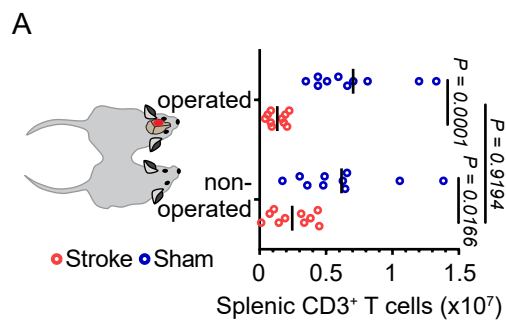 A
operated
non-
operated
Stroke Sham
P = 0.0001
P = 0.9194
P = 0.0166
0 0.5 1.0 1.5
Splenic CD3⁺ T cells (x10⁷)